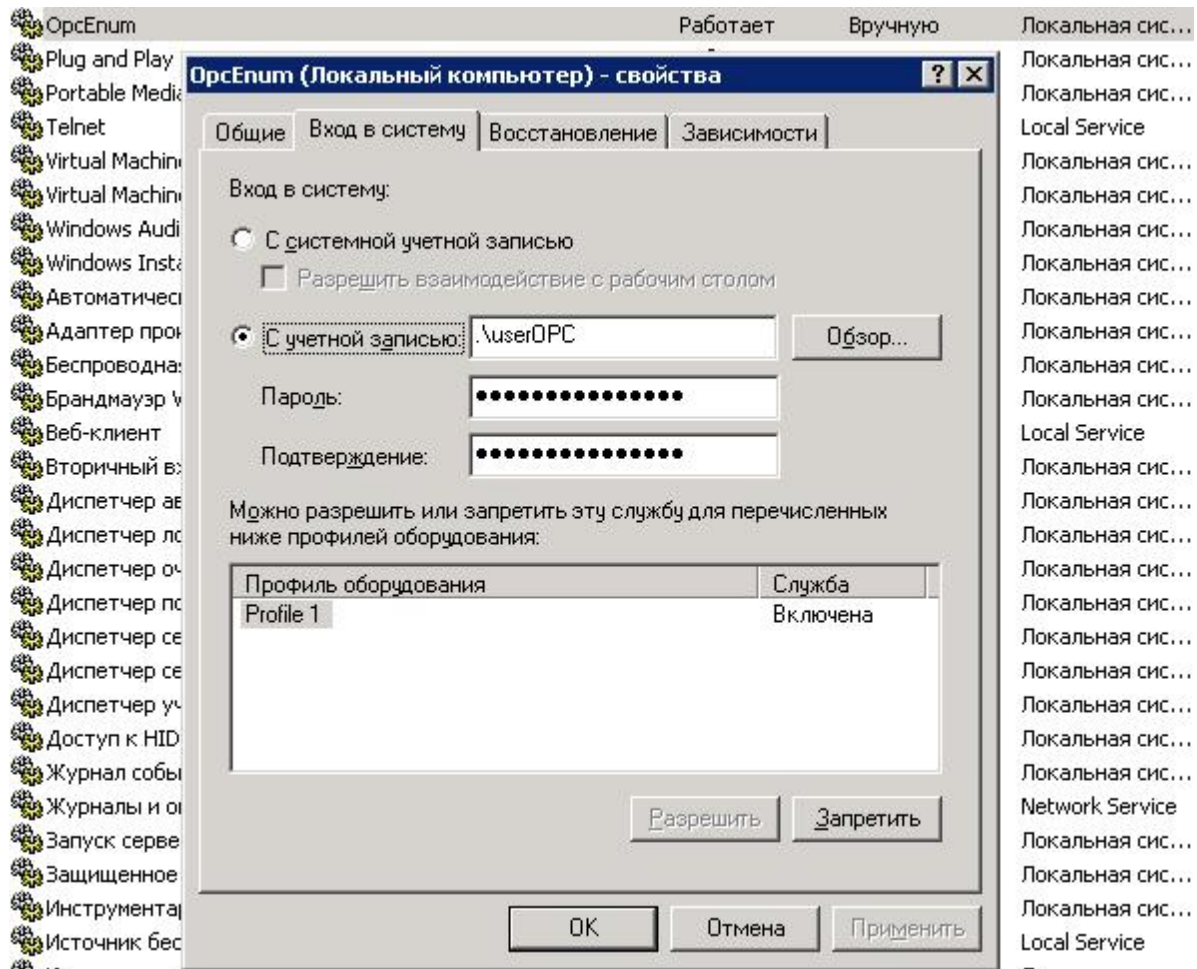 OpcEnum Работает Вручную Локальная сис...
Plug and Play Локальная сис...
Portable Media Локальная сис...
Telnet Local Service
Virtual Machine Локальная сис...
Virtual Machine Локальная сис...
Windows Audi Локальная сис...
Windows Insta Локальная сис...
Автоматическ Локальная сис...
Адаптер прои Локальная сис...
Беспроводная Локальная сис...
Брандмауэр Локальная сис...
Веб-клиент Local Service
Вторичный Локальная сис...
Диспетчер ав Локальная сис...
Диспетчер ло Локальная сис...
Диспетчер оч Локальная сис...
Диспетчер Локальная сис...
Диспетчер се Локальная сис...
Диспетчер се Локальная сис...
Диспетчер уч Локальная сис...
Доступ к HID Локальная сис...
Журнал собы Локальная сис...
Журналы и Network Service
Запуск серве Локальная сис...
Защищенное Локальная сис...
Инструмента Локальная сис...
Источник бес Local Service
OpcEnum (Локальный компьютер) - свойства
Общие Вход в систему Восстановление Зависимости
Вход в систему:
С системной учетной записью
Разрешить взаимодействие с рабочим столом
С учетной записью: .\userOPC Обзор...
Пароль: ●●●●●●●●●●●●●●●
Подтверждение: ●●●●●●●●●●●●●●●
Можно разрешить или запретить эту службу для перечисленных
ниже профилей оборудования:
Профиль оборудования Служба
Profile 1 Включена
Разрешить Запретить
OK Отмена Применить